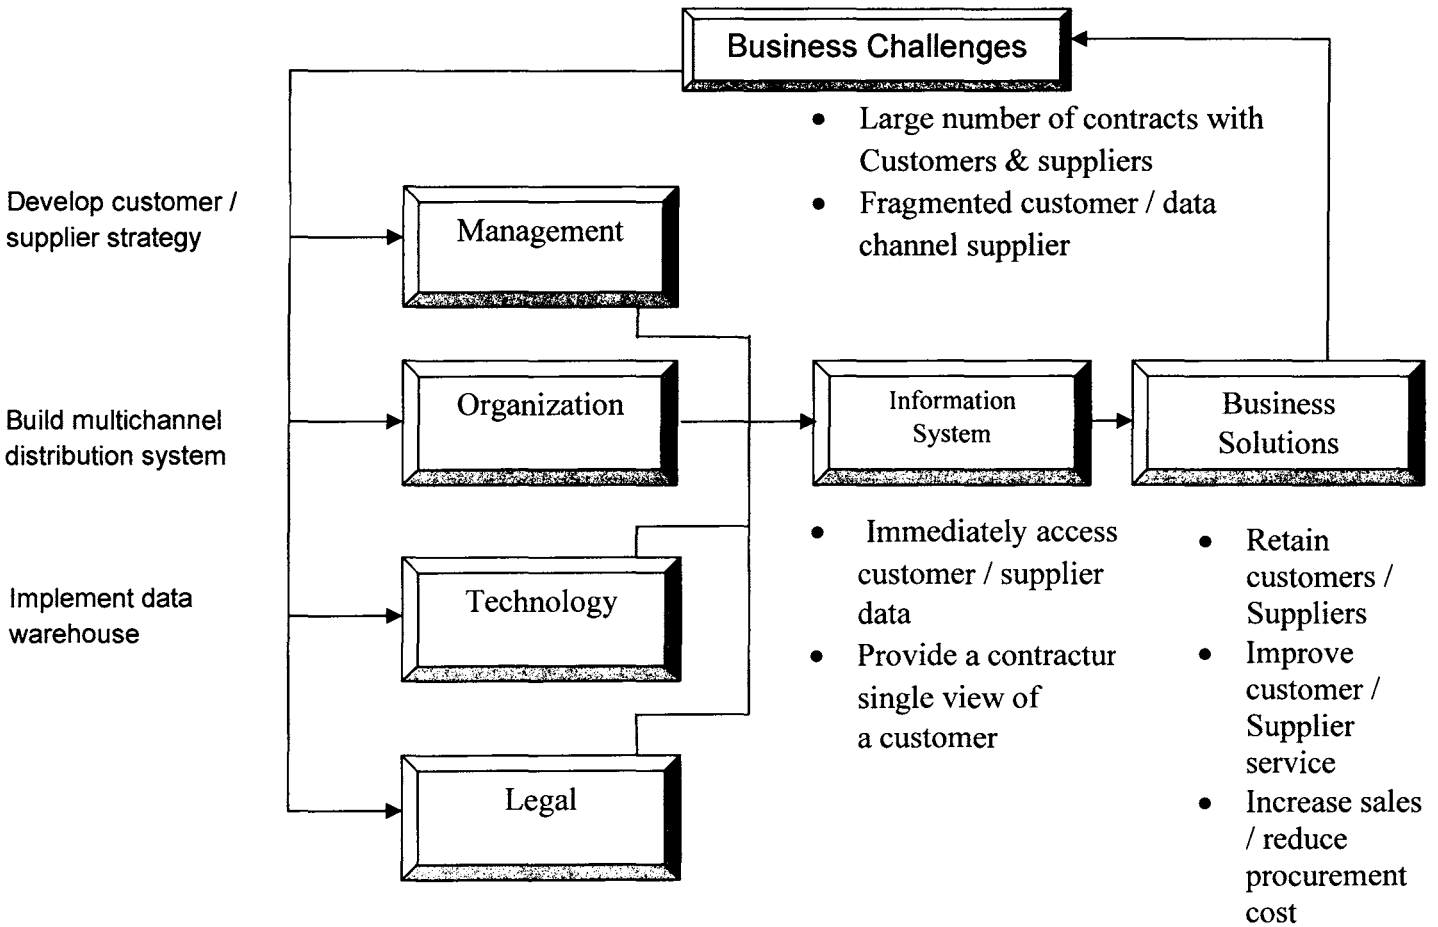 Business Challenges
• Large number of contracts with
Customers & suppliers
• Fragmented customer / data
channel supplier
Develop customer /
supplier strategy
Management
Build multichannel
distribution system
Organization
Information
System
Business
Solutions
Implement data
warehouse
Technology
Legal
• Immediately access
customer / supplier
data
• Provide a contractur
single view of
a customer
• Retain
customers /
Suppliers
• Improve
customer /
Supplier
service
• Increase sales
/ reduce
procurement
cost